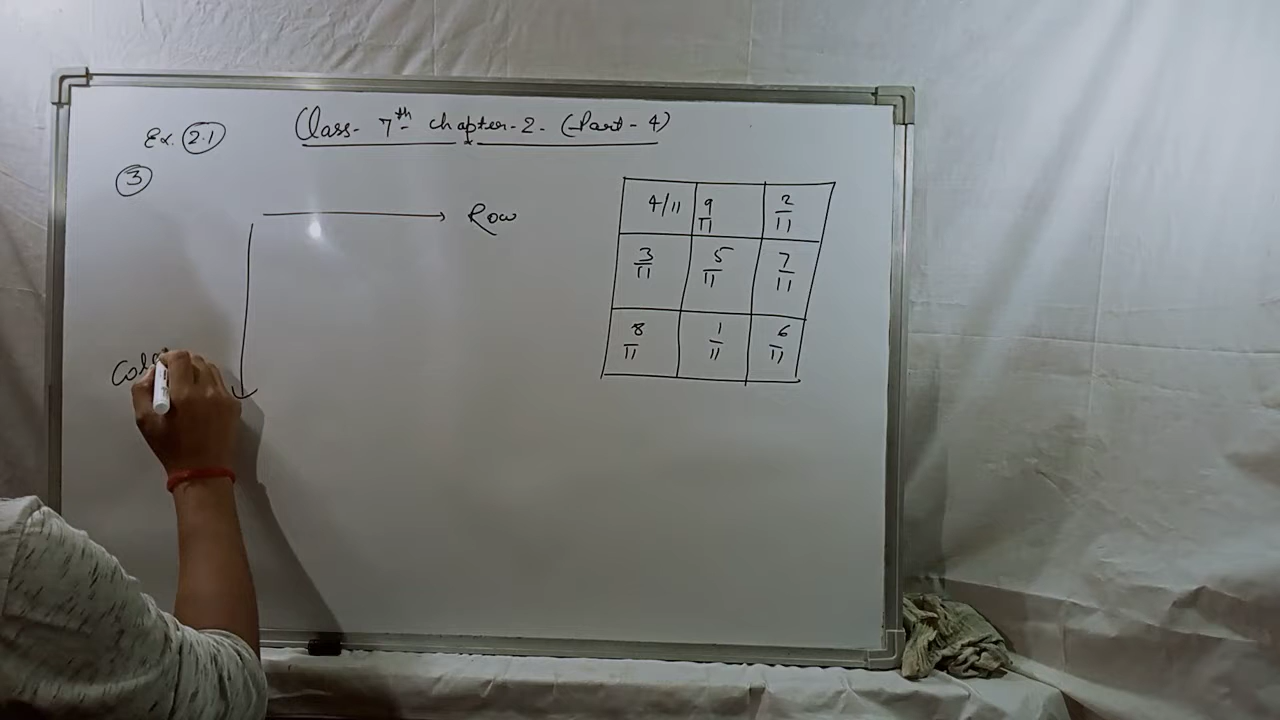 Class- 7th chapter-2- (Part-4)
Ex. 2.1
3
Row
4/11 9/11 2/11
3/11 5/11 7/11
8/11 1/11 6/11